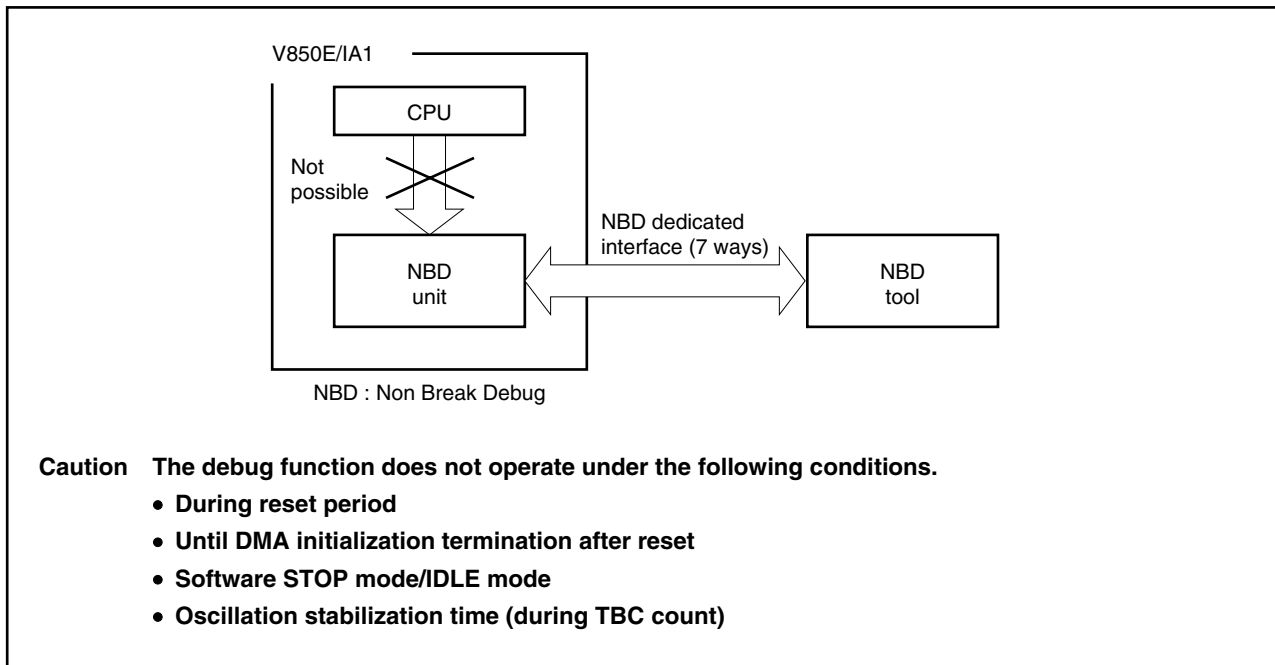 V850E/IA1
CPU
Not
possible
NBD dedicated
interface (7 ways)
NBD
unit
NBD
tool
NBD : Non Break Debug
Caution The debug function does not operate under the following conditions.
• During reset period
• Until DMA initialization termination after reset
• Software STOP mode/IDLE mode
• Oscillation stabilization time (during TBC count)